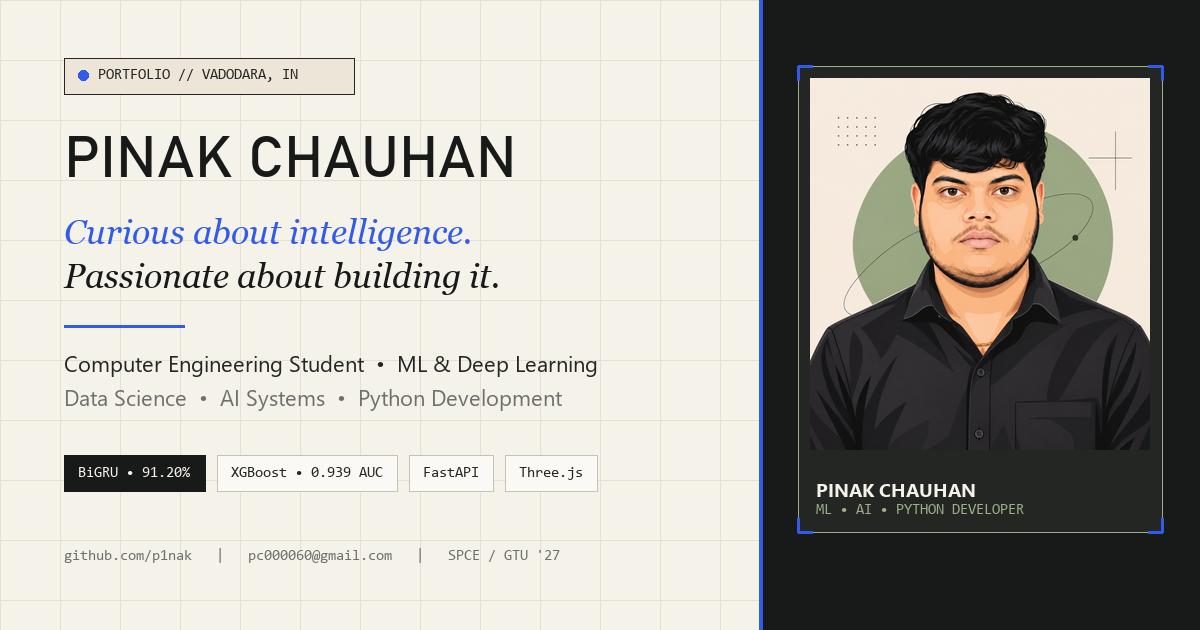 PORTFOLIO // VADODARA, IN
PINAK CHAUHAN
Curious about intelligence.
Passionate about building it.
Computer Engineering Student • ML & Deep Learning
Data Science • AI Systems • Python Development
BiGRU • 91.20% XGBoost • 0.939 AUC FastAPI Three.js
github.com/p1nak | pc000060@gmail.com | SPCE / GTU '27
PINAK CHAUHAN
ML • AI • PYTHON DEVELOPER